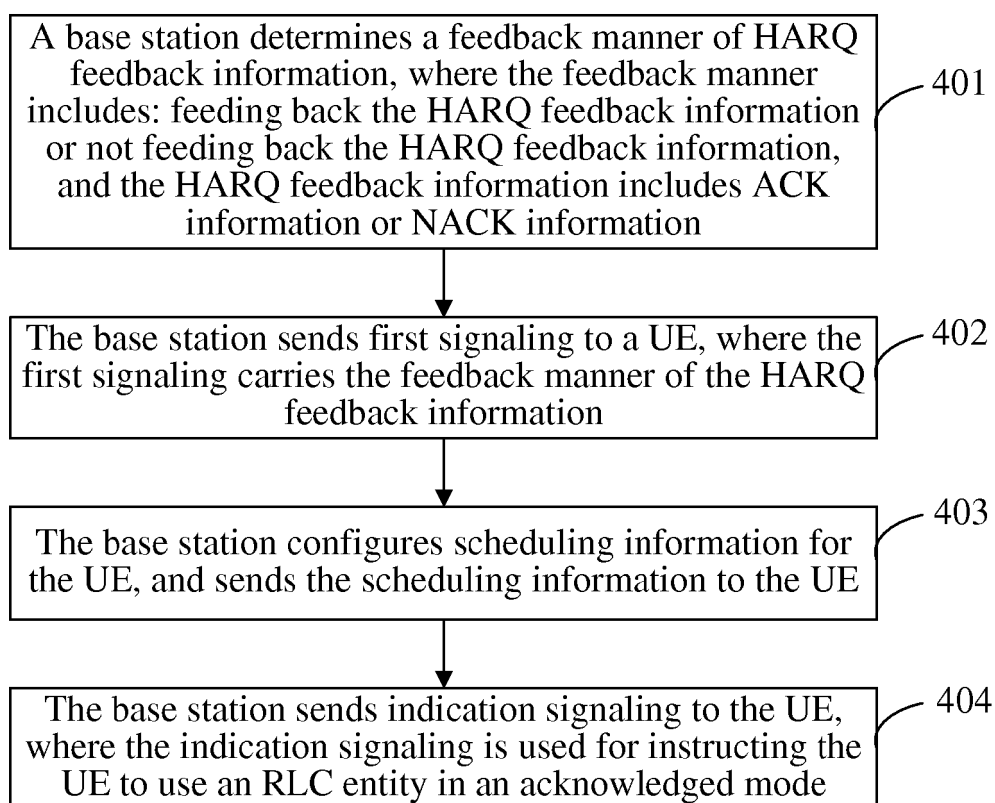 A base station determines a feedback manner of HARQ
feedback information, where the feedback manner
includes: feeding back the HARQ feedback information
or not feeding back the HARQ feedback information,
and the HARQ feedback information includes ACK
information or NACK information
401
The base station sends first signaling to a UE, where the
first signaling carries the feedback manner of the HARQ
feedback information
402
The base station configures scheduling information for
the UE, and sends the scheduling information to the UE
403
The base station sends indication signaling to the UE,
where the indication signaling is used for instructing the
UE to use an RLC entity in an acknowledged mode
404